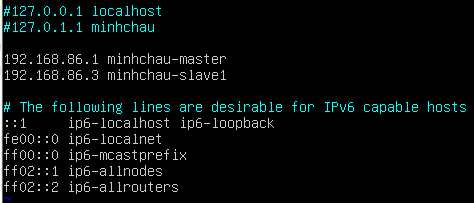 #127.0.0.1 localhost
#127.0.1.1 minhchau
192.168.86.1 minhchau-master
192.168.86.3 minhchau-slave1
# The following lines are desirable for IPv6 capable hosts
::1     ip6-localhost ip6-loopback
fe00::0 ip6-localnet
ff00::0 ip6-mcastprefix
ff02::1 ip6-allnodes
ff02::2 ip6-allrouters